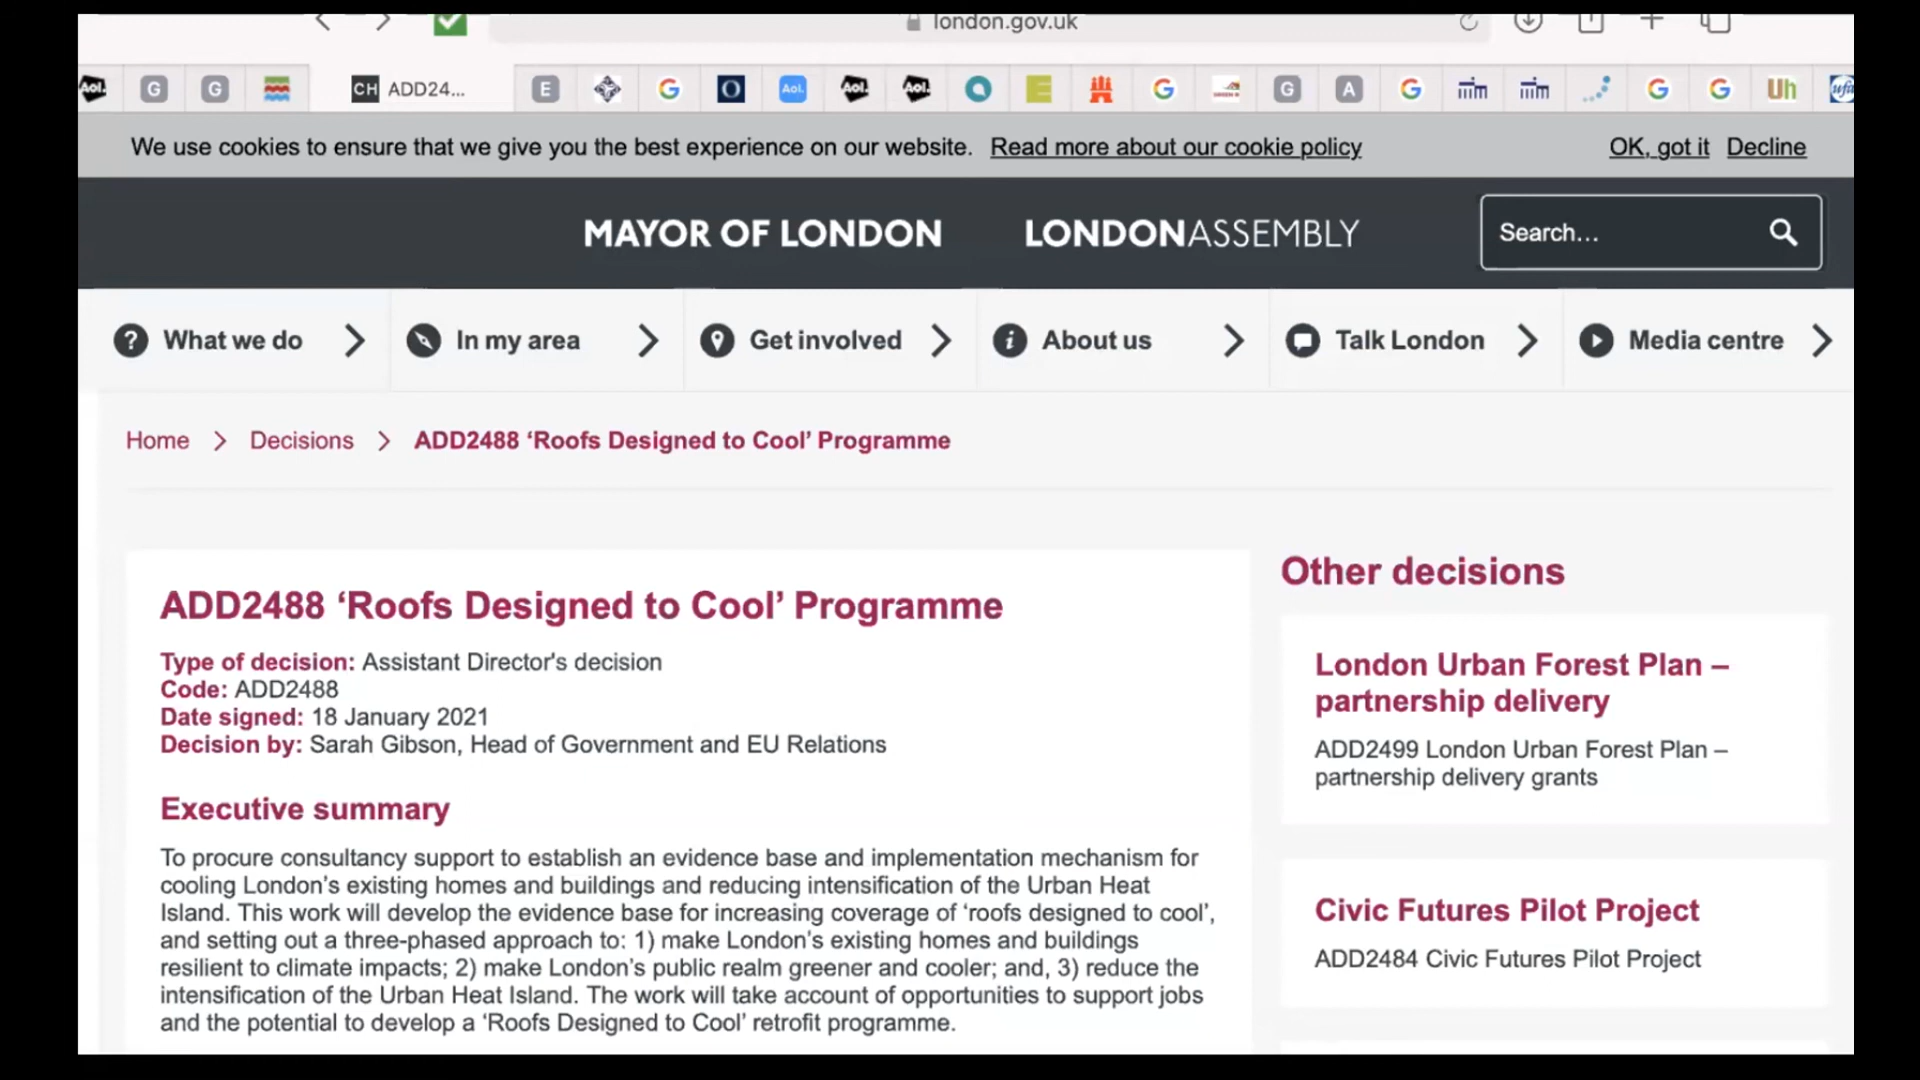 london.gov.uk
Aol. G G CH ADD24... E G O Aol. Aol. Aol. E G G A G G G Uh ufa
We use cookies to ensure that we give you the best experience on our website. Read more about our cookie policy OK, got it Decline
MAYOR OF LONDON LONDONASSEMBLY Search...
What we do In my area Get involved About us Talk London Media centre
Home Decisions ADD2488 ‘Roofs Designed to Cool’ Programme
ADD2488 ‘Roofs Designed to Cool’ Programme
Type of decision: Assistant Director's decision
Code: ADD2488
Date signed: 18 January 2021
Decision by: Sarah Gibson, Head of Government and EU Relations
Executive summary
To procure consultancy support to establish an evidence base and implementation mechanism for
cooling London’s existing homes and buildings and reducing intensification of the Urban Heat
Island. This work will develop the evidence base for increasing coverage of ‘roofs designed to cool’,
and setting out a three-phased approach to: 1) make London’s existing homes and buildings
resilient to climate impacts; 2) make London’s public realm greener and cooler; and, 3) reduce the
intensification of the Urban Heat Island. The work will take account of opportunities to support jobs
and the potential to develop a ‘Roofs Designed to Cool’ retrofit programme.
Other decisions
London Urban Forest Plan –
partnership delivery
ADD2499 London Urban Forest Plan –
partnership delivery grants
Civic Futures Pilot Project
ADD2484 Civic Futures Pilot Project